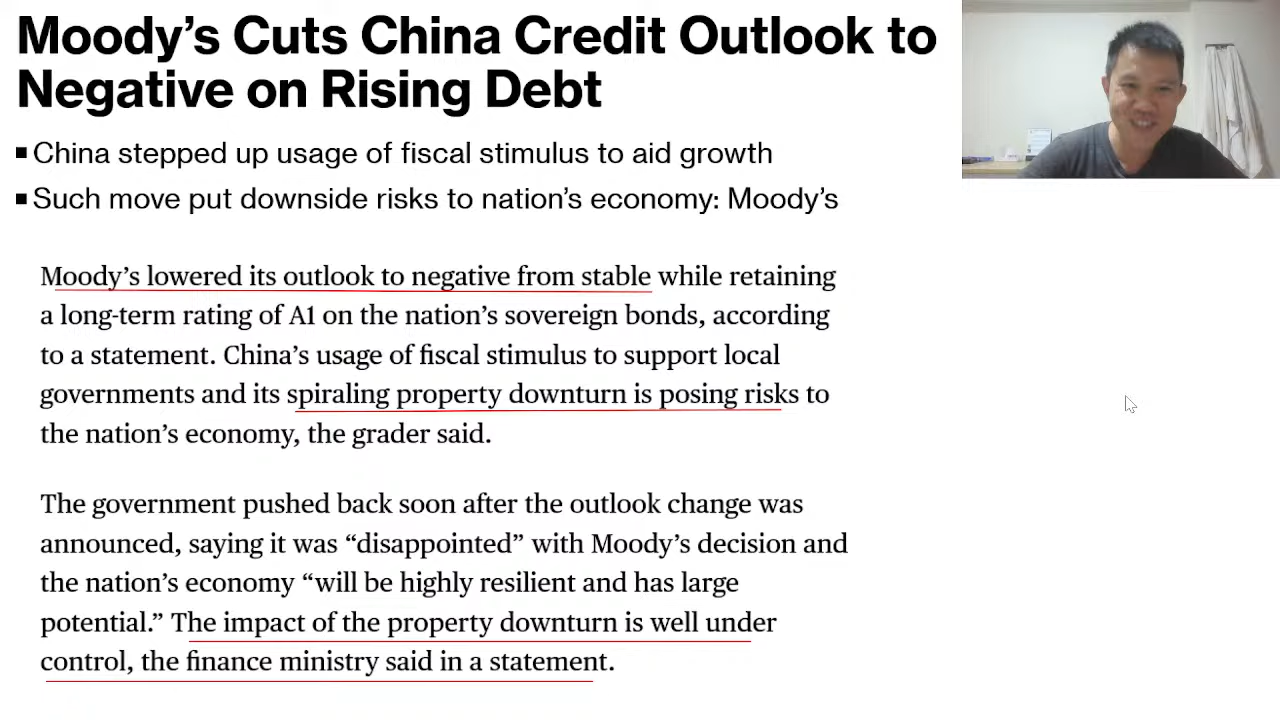 Moody’s Cuts China Credit Outlook to
Negative on Rising Debt
▪ China stepped up usage of fiscal stimulus to aid growth
▪ Such move put downside risks to nation’s economy: Moody’s
Moody’s lowered its outlook to negative from stable while retaining
a long-term rating of A1 on the nation’s sovereign bonds, according
to a statement. China’s usage of fiscal stimulus to support local
governments and its spiraling property downturn is posing risks to
the nation’s economy, the grader said.
The government pushed back soon after the outlook change was
announced, saying it was “disappointed” with Moody’s decision and
the nation’s economy “will be highly resilient and has large
potential.” The impact of the property downturn is well under
control, the finance ministry said in a statement.